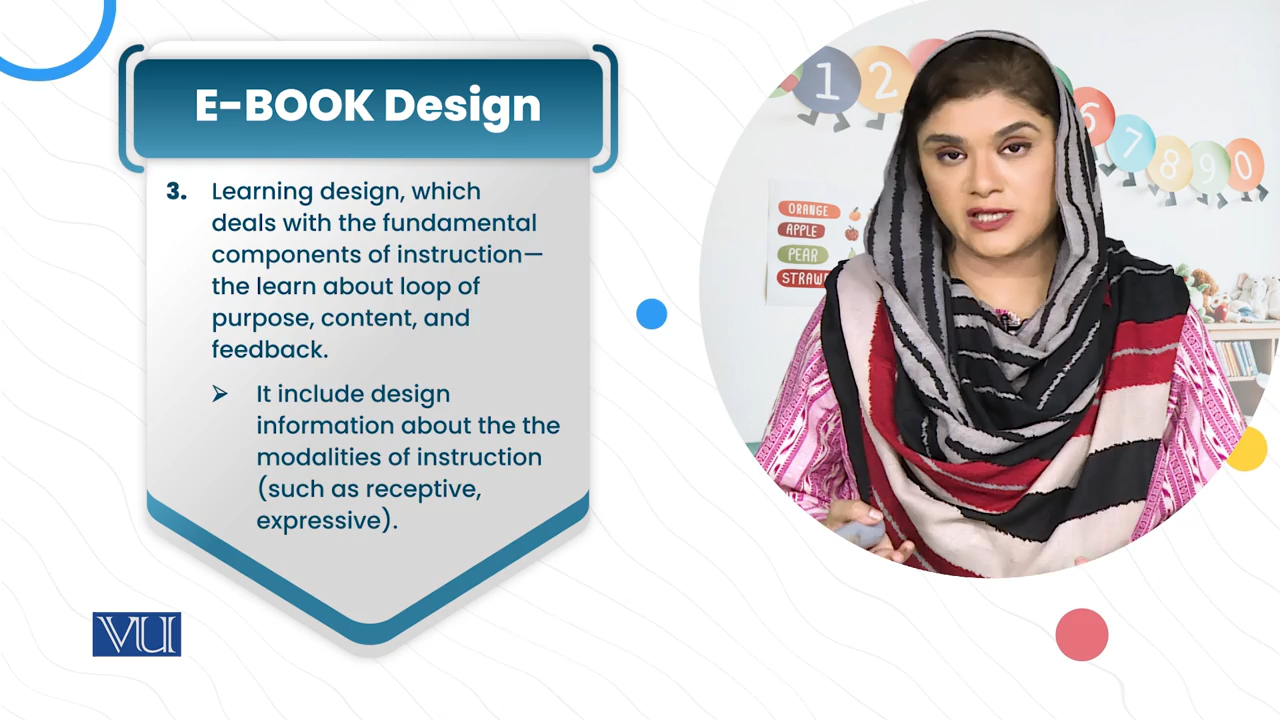 E-BOOK Design
3. Learning design, which
deals with the fundamental
components of instruction—
the learn about loop of
purpose, content, and
feedback.
➢ It include design
information about the the
modalities of instruction
(such as receptive,
expressive).
VU
1 2
6 7 8 9 0
ORANGE
APPLE
PEAR
STRAW